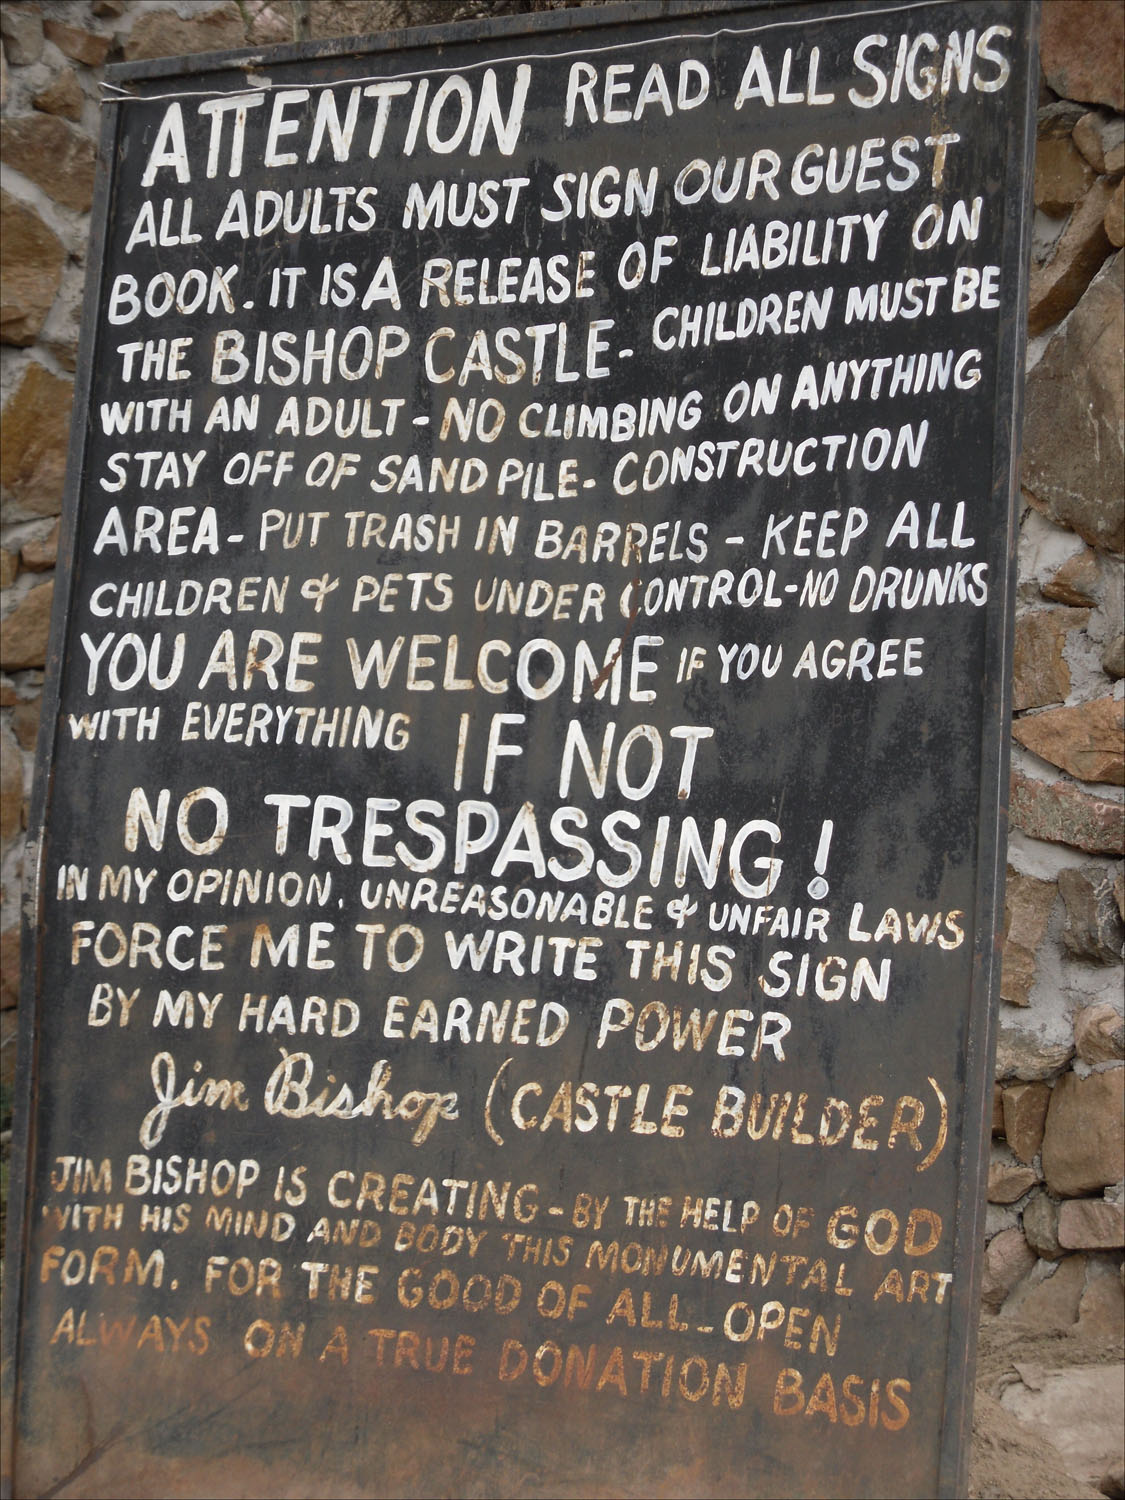 ATTENTION READ ALL SIGNS
ALL ADULTS MUST SIGN OUR GUEST
BOOK. IT IS A RELEASE OF LIABILITY ON
THE BISHOP CASTLE - CHILDREN MUST BE
WITH AN ADULT - NO CLIMBING ON ANYTHING
STAY OFF OF SAND PILE - CONSTRUCTION
AREA - PUT TRASH IN BARRELS - KEEP ALL
CHILDREN & PETS UNDER CONTROL - NO DRUNKS
YOU ARE WELCOME IF YOU AGREE
WITH EVERYTHING IF NOT
NO TRESPASSING!
IN MY OPINION. UNREASONABLE & UNFAIR LAWS
FORCE ME TO WRITE THIS SIGN
BY MY HARD EARNED POWER
Jim Bishop (CASTLE BUILDER)
JIM BISHOP IS CREATING - BY THE HELP OF GOD
WITH HIS MIND AND BODY THIS MONUMENTAL ART
FORM. FOR THE GOOD OF ALL - OPEN
ALWAYS ON A TRUE DONATION BASIS